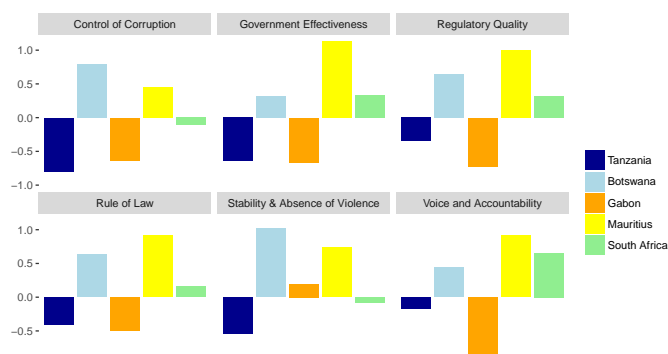 Control of Corruption
Government Effectiveness
Regulatory Quality
1.0
0.5
0.0
−0.5
−1.0
Rule of Law
Stability & Absence of Violence
Voice and Accountability
1.0
0.5
0.0
−0.5
Tanzania
Botswana
Gabon
Mauritius
South Africa